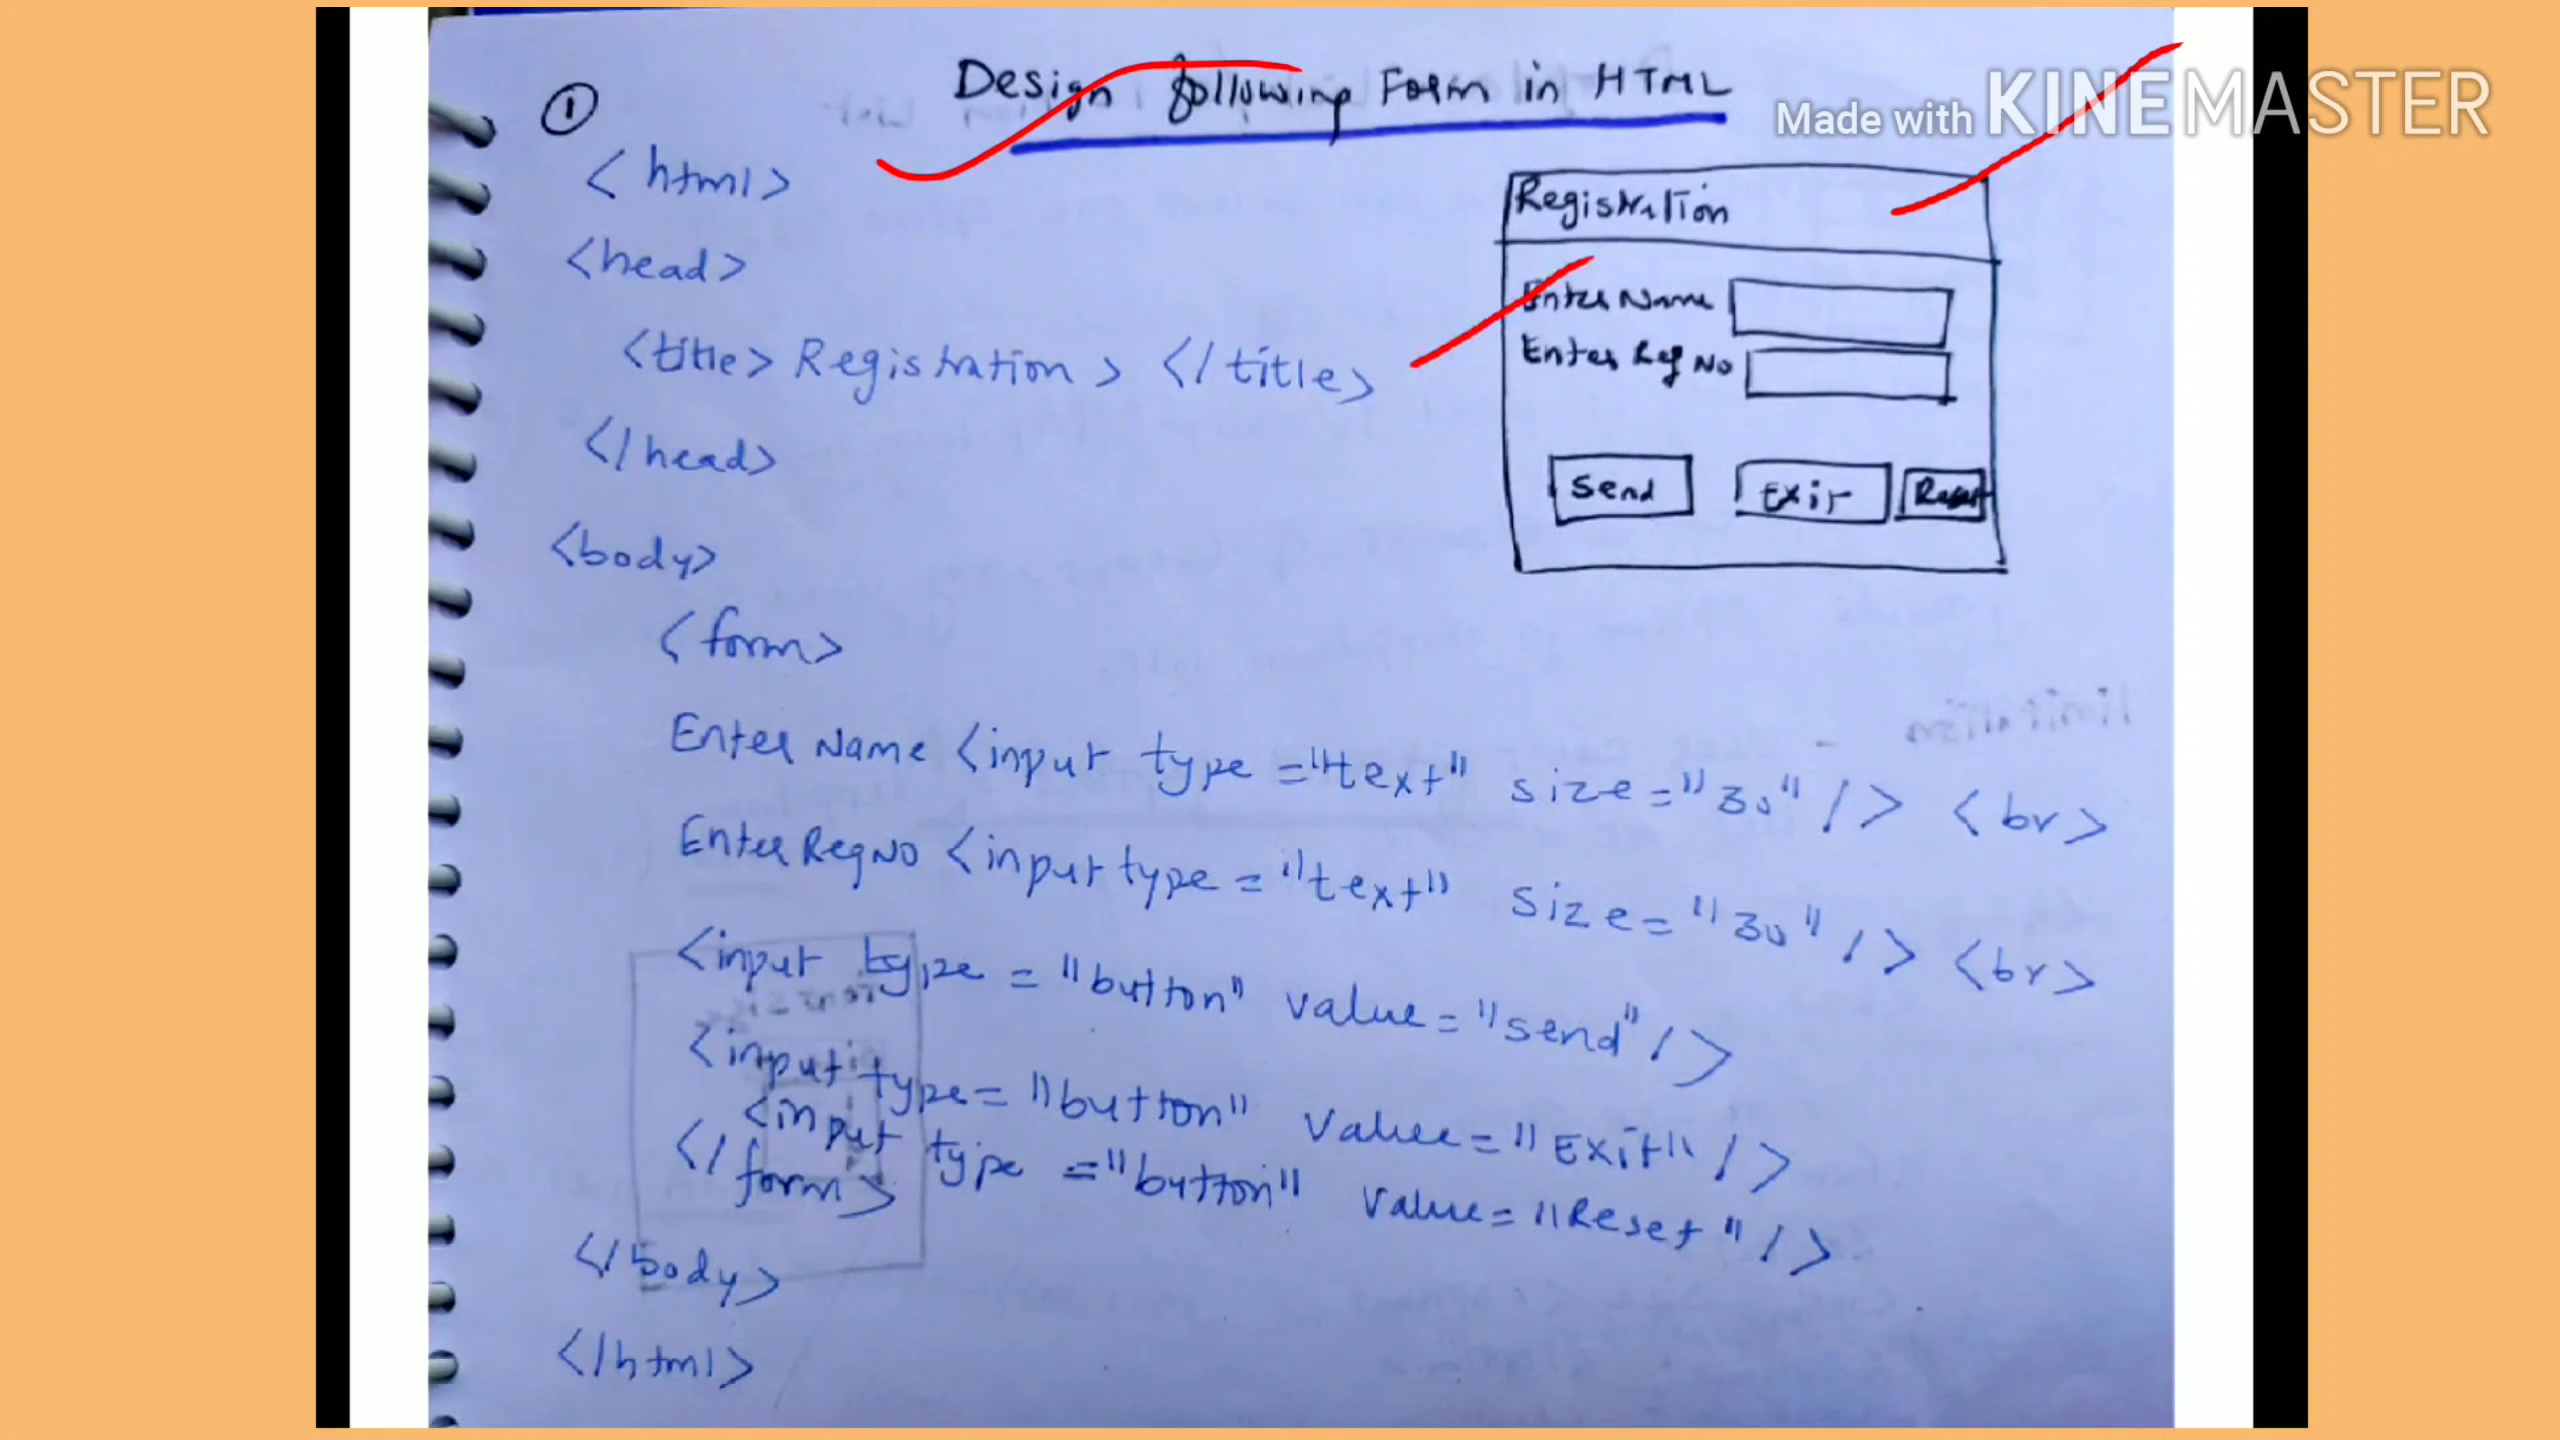 Design following Form in HTML
Made with KINEMASTER
①
<html>
<head>
<title> Registration > </title>
</head>
<body>
<form>
Enter Name <input type ="text" size="30" /> <br>
Enter Reg No <input type = "text" size= "30" /> <br>
<input type = "button" value = "send" />
<input type= "button" Value = "Exit" />
<input type ="button" Value= "Reset" />
</form>
</body>
</html>
Registration
Enter Name
Enter Reg No
Send Exit Reset